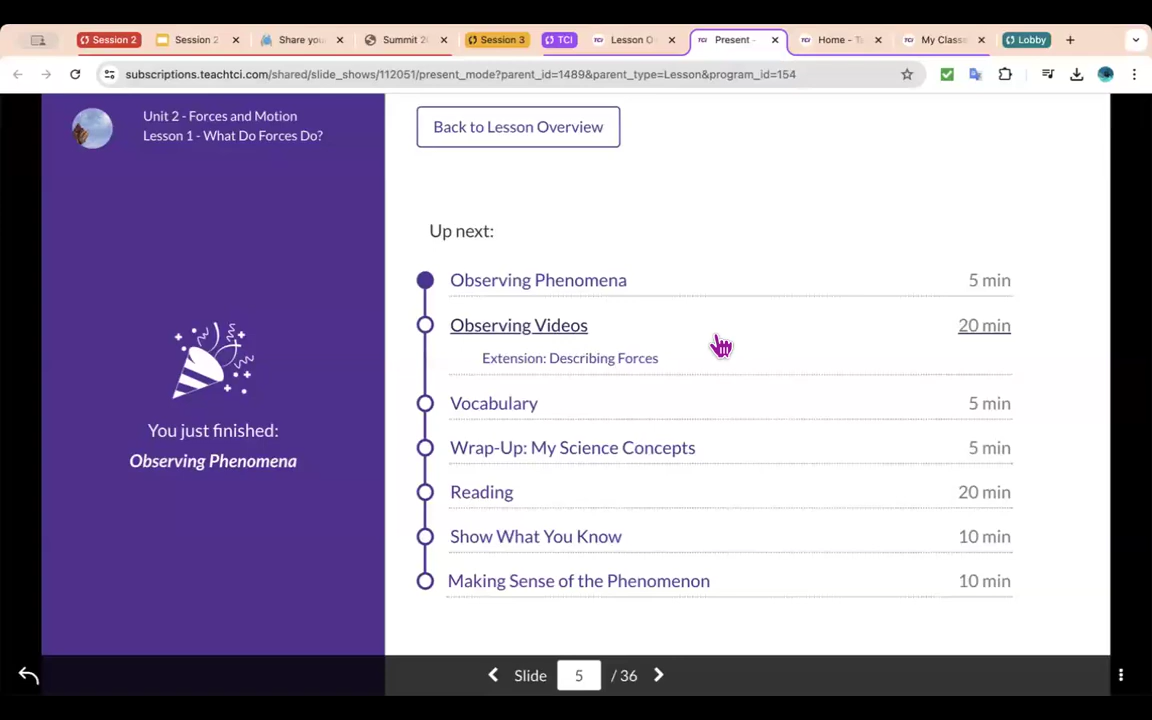 Session 2
Session 2
Share you
Summit 2
Session 3
TCI
Lesson O
Present -
Home - T
My Class
Lobby
subscriptions.teachtci.com/shared/slide_shows/112051/present_mode?parent_id=1489&parent_type=Lesson&program_id=154
Unit 2 - Forces and Motion
Lesson 1 - What Do Forces Do?
Back to Lesson Overview
Up next:
Observing Phenomena 5 min
Observing Videos 20 min
Extension: Describing Forces
Vocabulary 5 min
Wrap-Up: My Science Concepts 5 min
Reading 20 min
Show What You Know 10 min
Making Sense of the Phenomenon 10 min
You just finished:
Observing Phenomena
Slide 5 / 36